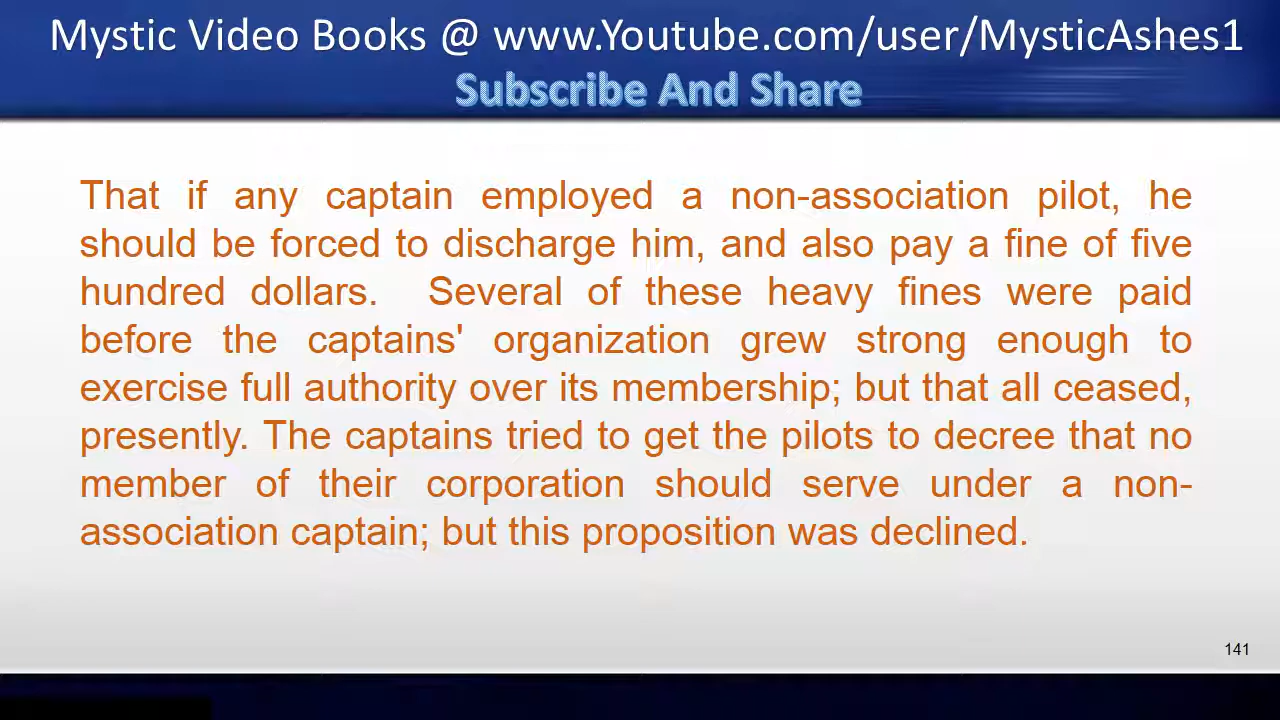 Mystic Video Books @ www.Youtube.com/user/MysticAshes1
Subscribe And Share
That if any captain employed a non-association pilot, he
should be forced to discharge him, and also pay a fine of five
hundred dollars. Several of these heavy fines were paid
before the captains' organization grew strong enough to
exercise full authority over its membership; but that all ceased,
presently. The captains tried to get the pilots to decree that no
member of their corporation should serve under a non-
association captain; but this proposition was declined.
141